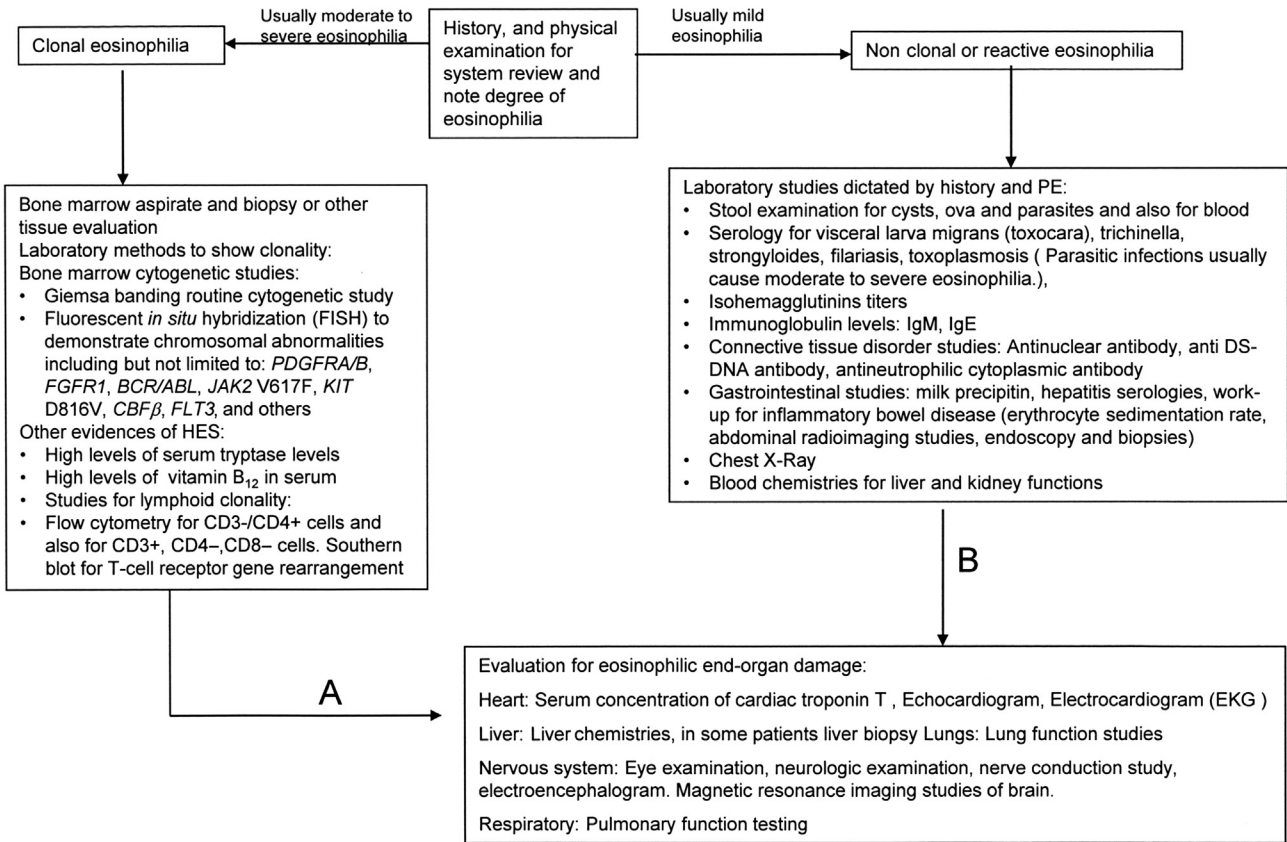 Clonal eosinophilia
Usually moderate to
severe eosinophilia
History, and physical
examination for
system review and
note degree of
eosinophilia
Usually mild
eosinophilia
Non clonal or reactive eosinophilia
Bone marrow aspirate and biopsy or other
tissue evaluation
Laboratory methods to show clonality:
Bone marrow cytogenetic studies:
• Giemsa banding routine cytogenetic study
• Fluorescent in situ hybridization (FISH) to
demonstrate chromosomal abnormalities
including but not limited to: PDGFRA/B,
FGFR1, BCR/ABL, JAK2 V617F, KIT
D816V, CBFβ, FLT3, and others
Other evidences of HES:
• High levels of serum tryptase levels
• High levels of vitamin B12 in serum
• Studies for lymphoid clonality:
• Flow cytometry for CD3-/CD4+ cells and
also for CD3+, CD4–,CD8– cells. Southern
blot for T-cell receptor gene rearrangement
Laboratory studies dictated by history and PE:
• Stool examination for cysts, ova and parasites and also for blood
• Serology for visceral larva migrans (toxocara), trichinella,
strongyloides, filariasis, toxoplasmosis ( Parasitic infections usually
cause moderate to severe eosinophilia.),
• Isohemagglutinins titers
• Immunoglobulin levels: IgM, IgE
• Connective tissue disorder studies: Antinuclear antibody, anti DS-
DNA antibody, antineutrophilic cytoplasmic antibody
• Gastrointestinal studies: milk precipitin, hepatitis serologies, work-
up for inflammatory bowel disease (erythrocyte sedimentation rate,
abdominal radioimaging studies, endoscopy and biopsies)
• Chest X-Ray
• Blood chemistries for liver and kidney functions
A
B
Evaluation for eosinophilic end-organ damage:
Heart: Serum concentration of cardiac troponin T , Echocardiogram, Electrocardiogram (EKG )
Liver: Liver chemistries, in some patients liver biopsy Lungs: Lung function studies
Nervous system: Eye examination, neurologic examination, nerve conduction study,
electroencephalogram. Magnetic resonance imaging studies of brain.
Respiratory: Pulmonary function testing